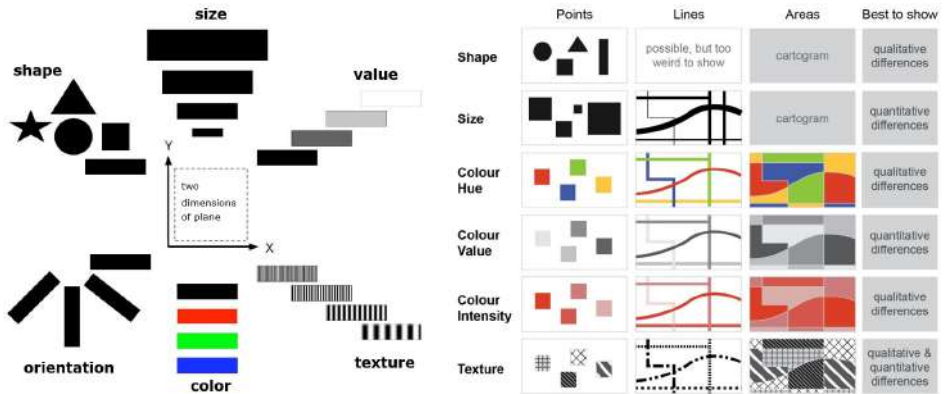 size
shape
value
Y
two
dimensions
of plane
X
orientation
color
texture
Points
Lines
Areas
Best to show
Shape
possible, but too
weird to show
cartogram
qualitative
differences
Size
cartogram
quantitative
differences
Colour
Hue
qualitative
differences
Colour
Value
quantitative
differences
Colour
Intensity
qualitative
differences
Texture
qualitative &
quantitative
differences